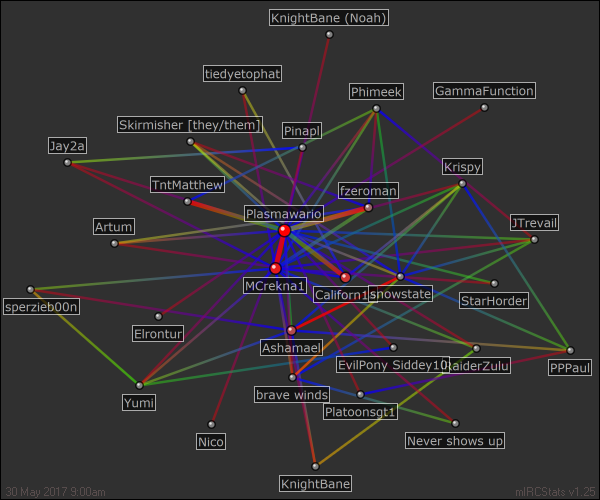 KnightBane (Noah)
tiedyetophat
Phimeek
GammaFunction
Skirmisher [they/them]
Pinapl
Jay2a
Krispy
TntMatthew
fzeroman
Plasmawario
Artum
JTrevail
MCrekna1
Californ1
snowstate
StarHorder
sperzieb00n
Elrontur
Ashamael
EvilPony Siddey10
RaiderZulu
PPPaul
brave winds
Yumi
Platoonsgt1
Nico
Never shows up
KnightBane
30 May 2017 9:00am
mIRCStats v1.25